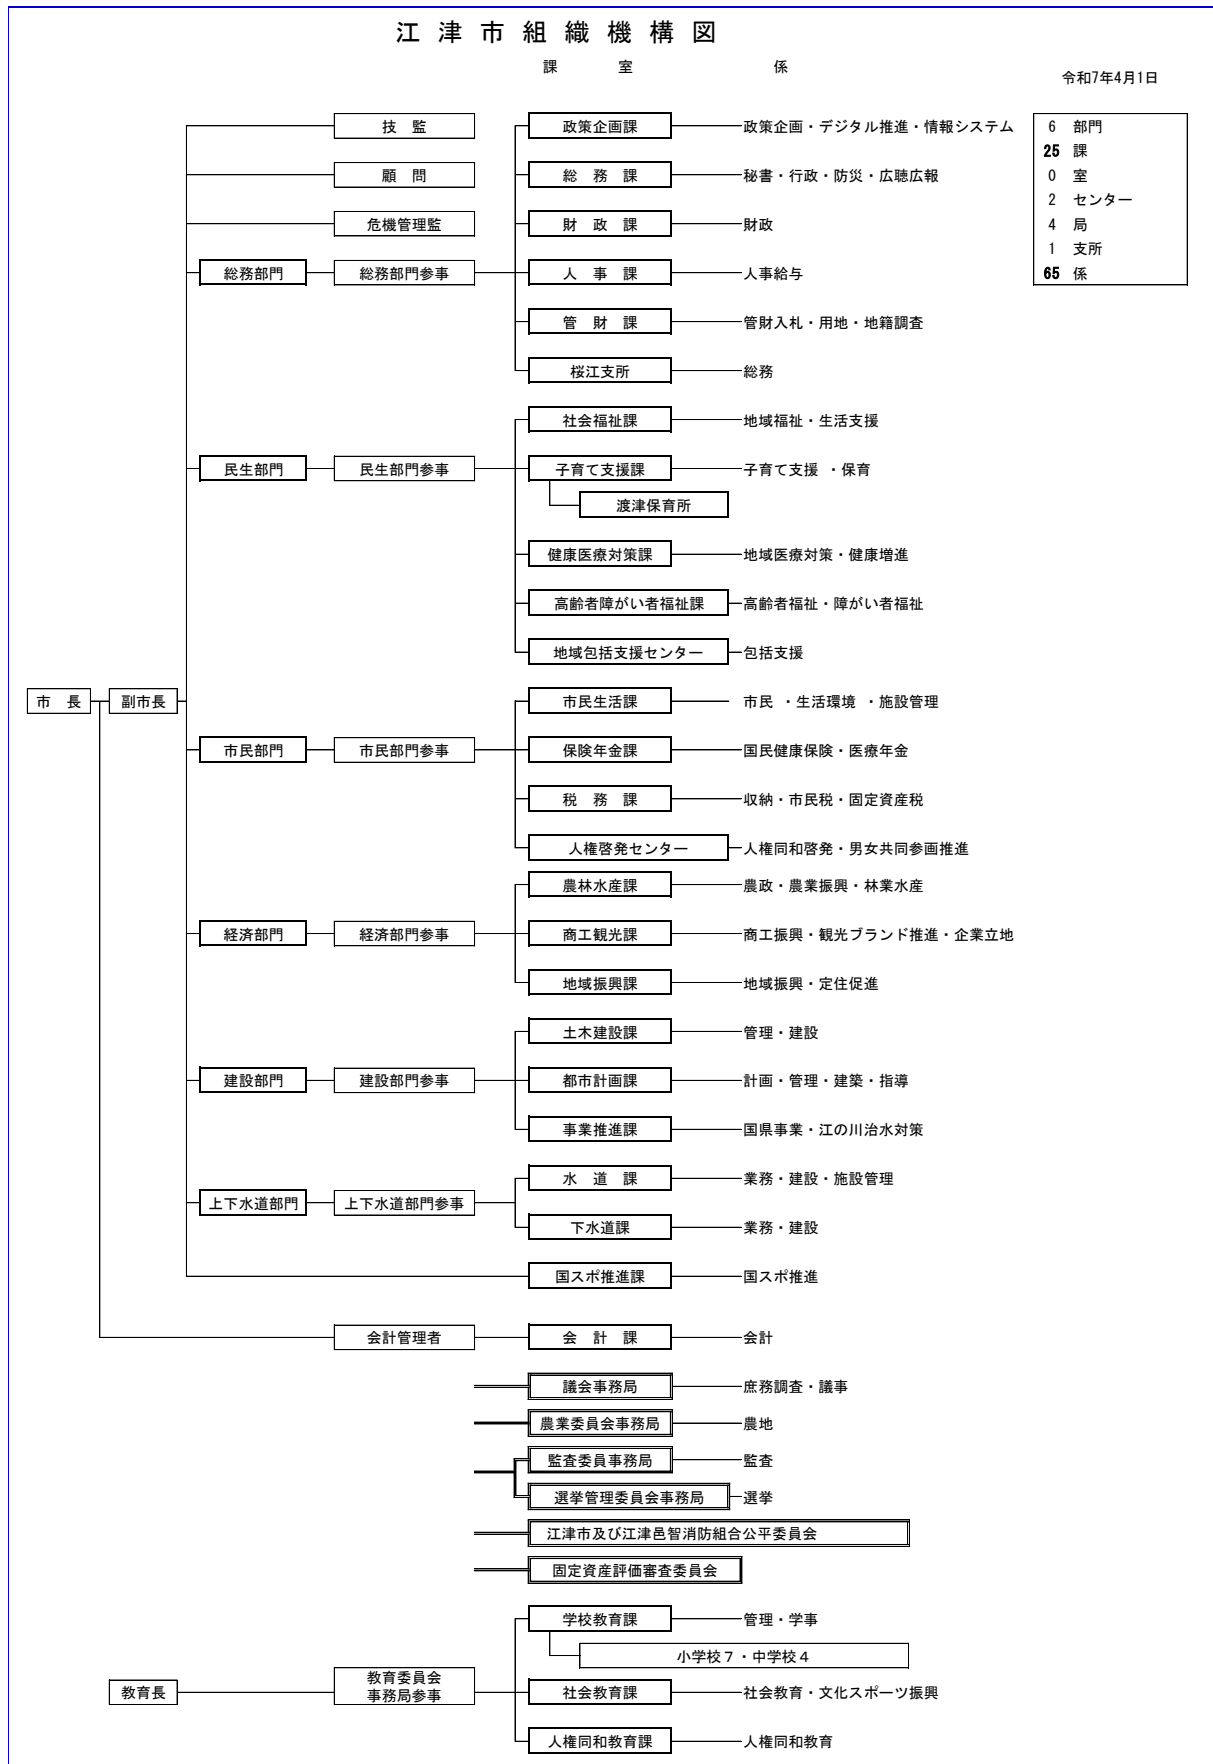 江津市組織機構図
課 室 係
令和7年4月1日
技 監 政策企画課 政策企画・デジタル推進・情報システム
6 部門
25 課
0 室
2 センター
4 局
1 支所
65 係
顧 問 総 務 課 秘書・行政・防災・広聴広報
危機管理監 財 政 課 財政
総務部門 総務部門参事 人 事 課 人事給与
管 財 課 管財入札・用地・地籍調査
桜江支所 総務
社会福祉課 地域福祉・生活支援
民生部門 民生部門参事 子育て支援課 子育て支援 ・保育
渡津保育所
健康医療対策課 地域医療対策・健康増進
高齢者障がい者福祉課 高齢者福祉・障がい者福祉
地域包括支援センター 包括支援
市 長 副市長 市民生活課 市民 ・生活環境 ・施設管理
市民部門 市民部門参事 保険年金課 国民健康保険・医療年金
税 務 課 収納・市民税・固定資産税
人権啓発センター 人権同和啓発・男女共同参画推進
農林水産課 農政・農業振興・林業水産
経済部門 経済部門参事 商工観光課 商工振興・観光ブランド推進・企業立地
地域振興課 地域振興・定住促進
土木建設課 管理・建設
建設部門 建設部門参事 都市計画課 計画・管理・建築・指導
事業推進課 国県事業・江の川治水対策
水 道 課 業務・建設・施設管理
上下水道部門 上下水道部門参事
下水道課 業務・建設
国スポ推進課 国スポ推進
会計管理者 会 計 課 会計
議会事務局 庶務調査・議事
農業委員会事務局 農地
監査委員事務局 監査
選挙管理委員会事務局 選挙
江津市及び江津邑智消防組合公平委員会
固定資産評価審査委員会
学校教育課 管理・学事
小学校7・中学校4
教育長 教育委員会
事務局参事 社会教育課 社会教育・文化スポーツ振興
人権同和教育課 人権同和教育